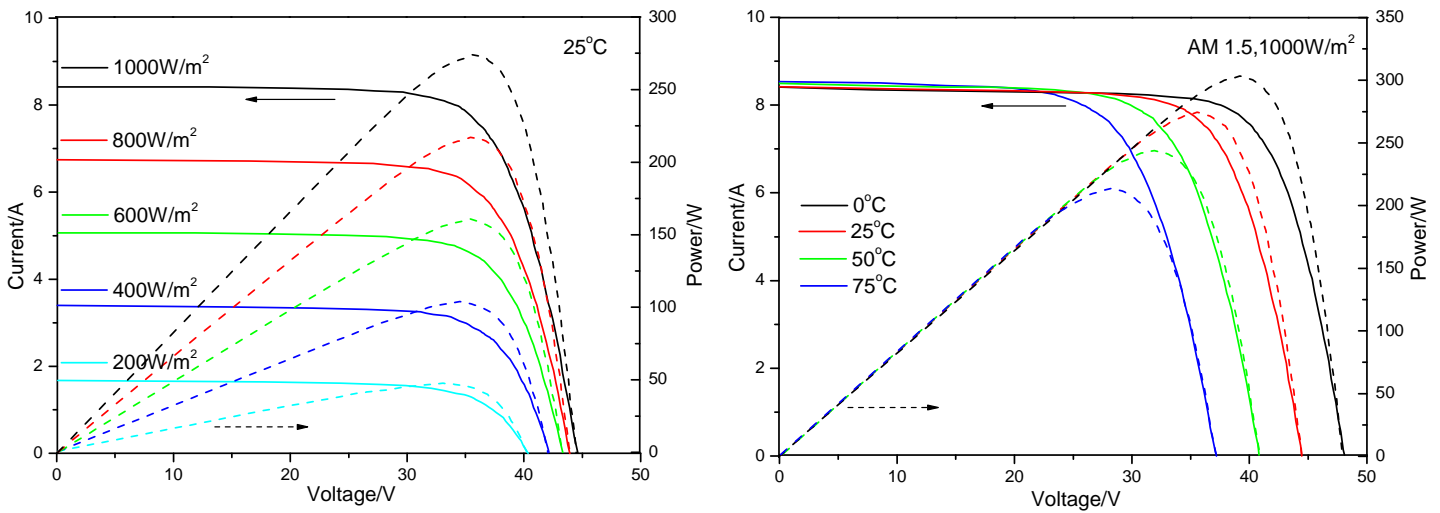 25°C
1000W/m²
800W/m²
600W/m²
400W/m²
200W/m²
Current/A
Power/W
Voltage/V
0
2
4
6
8
10
0
50
100
150
200
250
300
0
10
20
30
40
50
AM 1.5,1000W/m²
0°C
25°C
50°C
75°C
Current/A
Power/W
Voltage/V
0
2
4
6
8
10
0
50
100
150
200
250
300
350
0
10
20
30
40
50